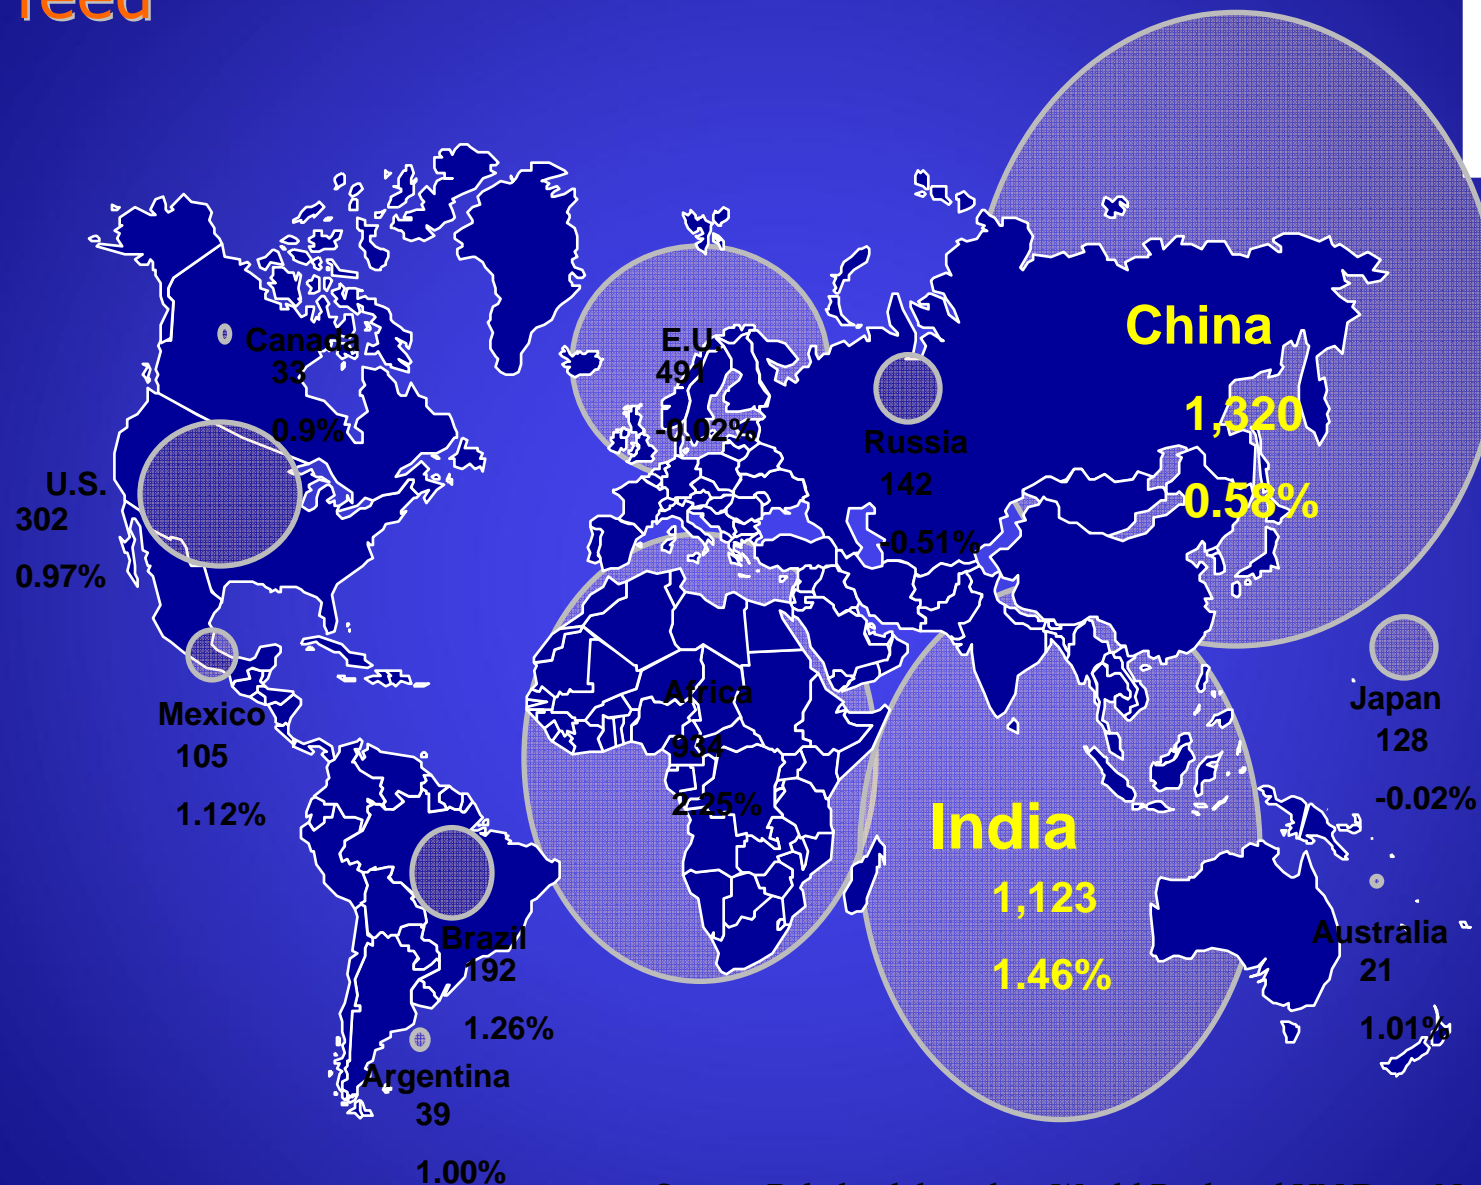 feed
Canada
33
0.9%
E.U.
491
-0.02%
China
1,320
0.58%
Russia
142
-0.51%
U.S.
302
0.97%
Mexico
105
1.12%
Africa
934
2.25%
Japan
128
-0.02%
India
1,123
1.46%
Brazil
192
1.26%
Australia
21
1.01%
Argentina
39
1.00%